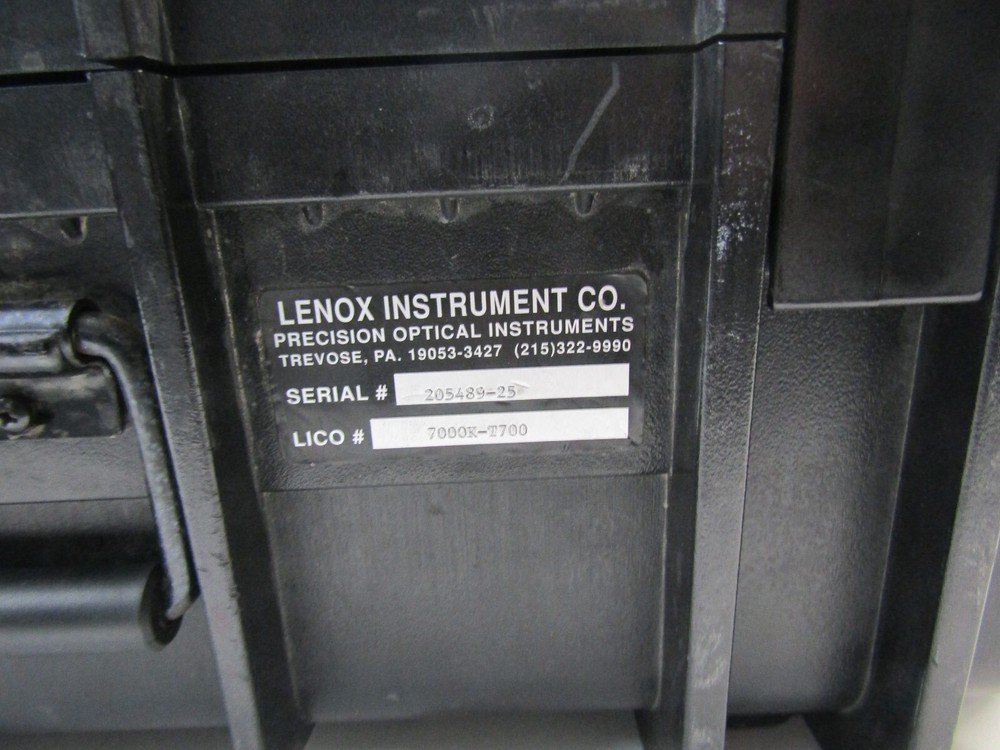 LENOX INSTRUMENT CO.
PRECISION OPTICAL INSTRUMENTS
TREVOSE, PA. 19053-3427 (215)322-9990
SERIAL # 205489-25
LICO # 7000K-T700